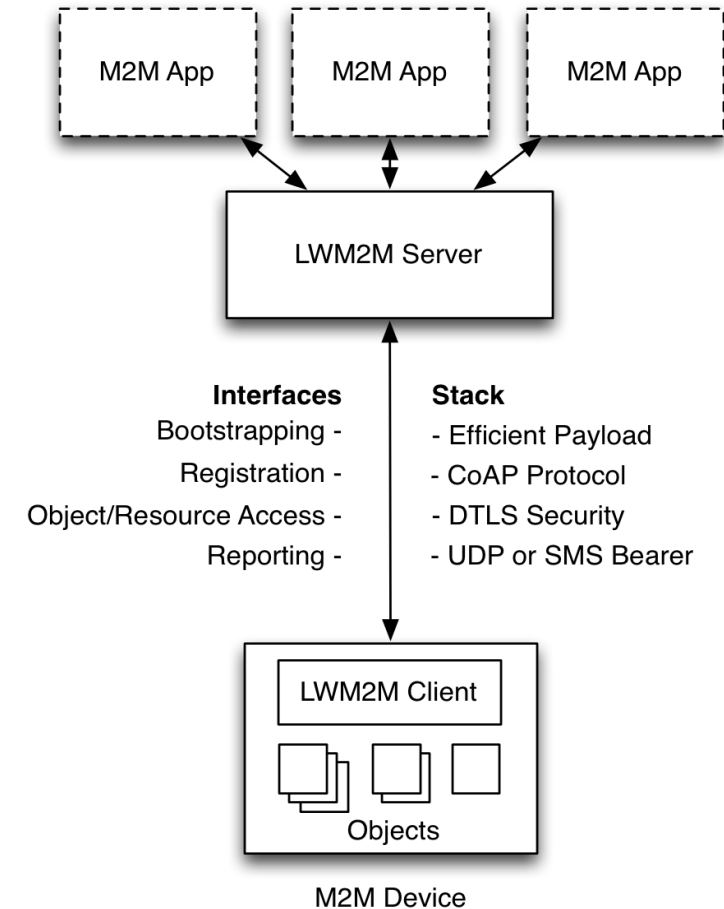 M2M App
M2M App
M2M App
LWM2M Server
Interfaces
Bootstrapping -
Registration -
Object/Resource Access -
Reporting -
Stack
- Efficient Payload
- CoAP Protocol
- DTLS Security
- UDP or SMS Bearer
LWM2M Client
Objects
M2M Device